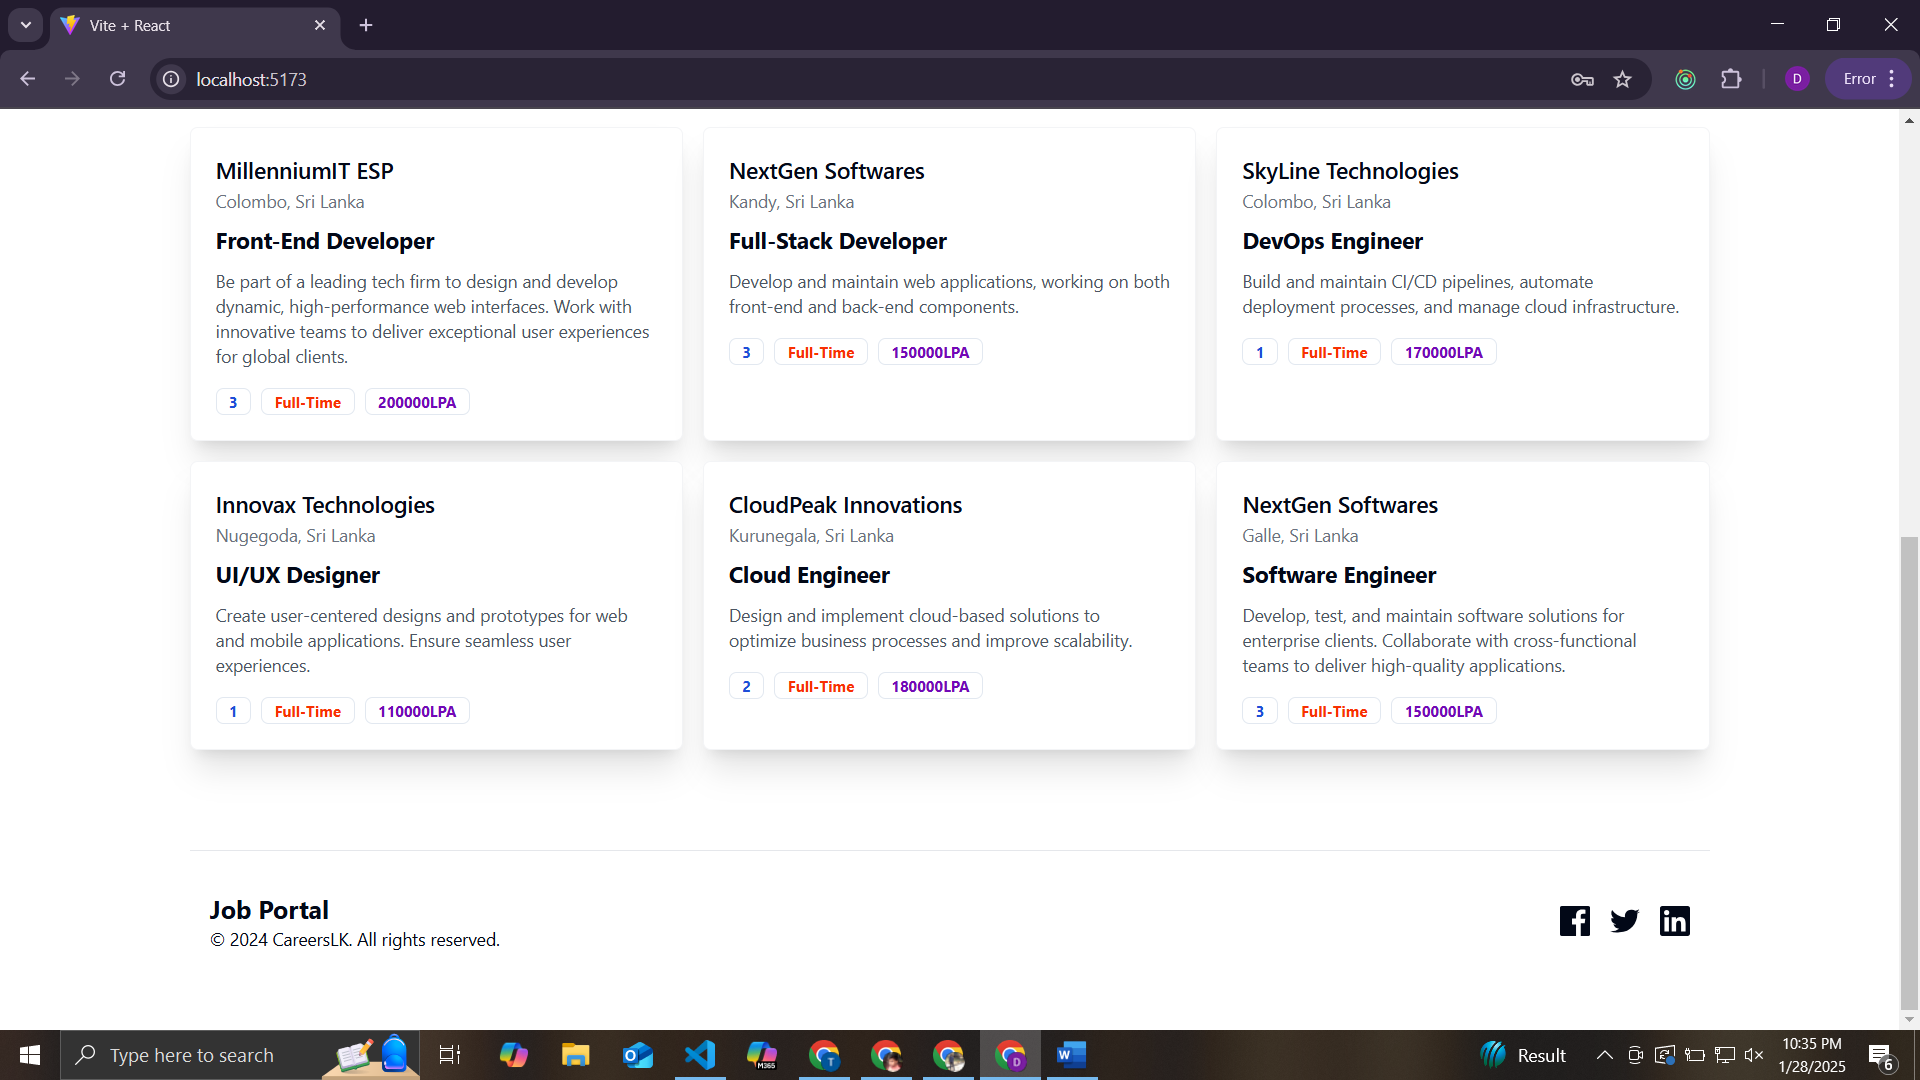 Vite + React
localhost:5173
D
Error
MillenniumIT ESP
Colombo, Sri Lanka
Front-End Developer
Be part of a leading tech firm to design and develop
dynamic, high-performance web interfaces. Work with
innovative teams to deliver exceptional user experiences
for global clients.
3 Full-Time 200000LPA
NextGen Softwares
Kandy, Sri Lanka
Full-Stack Developer
Develop and maintain web applications, working on both
front-end and back-end components.
3 Full-Time 150000LPA
SkyLine Technologies
Colombo, Sri Lanka
DevOps Engineer
Build and maintain CI/CD pipelines, automate
deployment processes, and manage cloud infrastructure.
1 Full-Time 170000LPA
Innovax Technologies
Nugegoda, Sri Lanka
UI/UX Designer
Create user-centered designs and prototypes for web
and mobile applications. Ensure seamless user
experiences.
1 Full-Time 110000LPA
CloudPeak Innovations
Kurunegala, Sri Lanka
Cloud Engineer
Design and implement cloud-based solutions to
optimize business processes and improve scalability.
2 Full-Time 180000LPA
NextGen Softwares
Galle, Sri Lanka
Software Engineer
Develop, test, and maintain software solutions for
enterprise clients. Collaborate with cross-functional
teams to deliver high-quality applications.
3 Full-Time 150000LPA
Job Portal
© 2024 CareersLK. All rights reserved.
Type here to search
M365
T
D
Result
10:35 PM
1/28/2025
6